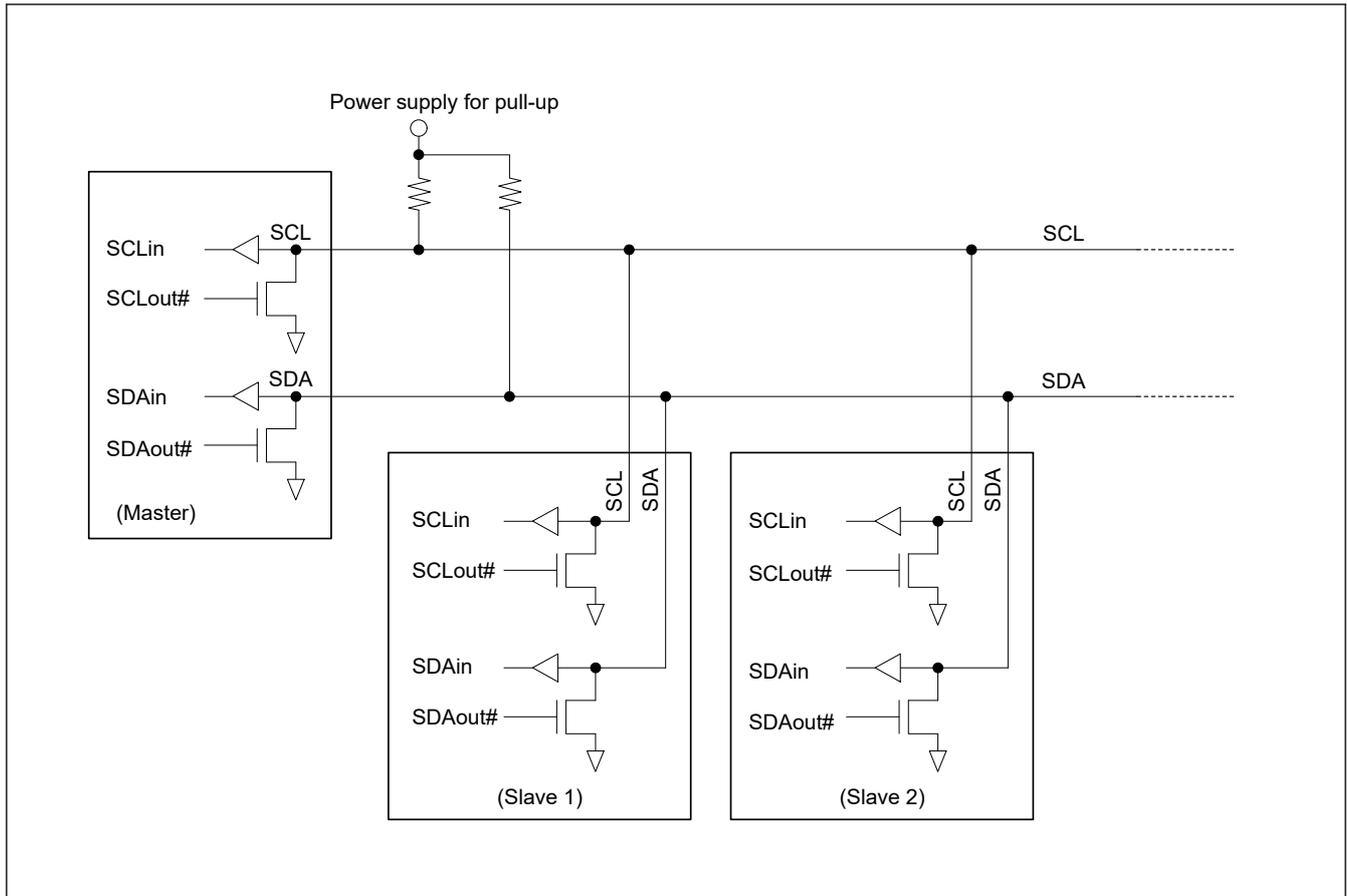 Power supply for pull-up
SCLin
SCL
SCL
SCLout#
SDAin
SDA
SDA
SDAout#
(Master)
SCL
SDA
SCLin
SCLout#
SDAin
SDAout#
(Slave 1)
SCL
SDA
SCLin
SCLout#
SDAin
SDAout#
(Slave 2)